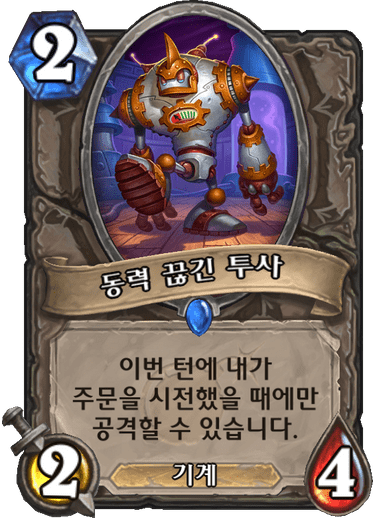 2
동력 끊긴 투사
이번 턴에 내가
주문을 시전했을 때에만
공격할 수 있습니다.
2
기계
4